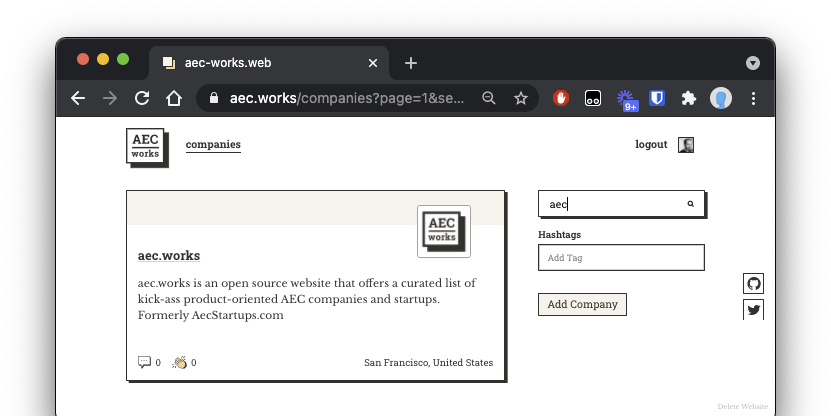 aec-works.web
aec.works/companies?page=1&se...
9+
AEC
works
companies
logout
aec
AEC
works
Hashtags
aec.works
Add Tag
aec.works is an open source website that offers a curated list of
kick-ass product-oriented AEC companies and startups.
Formerly AecStartups.com
Add Company
0
0
San Francisco, United States
Delete Website